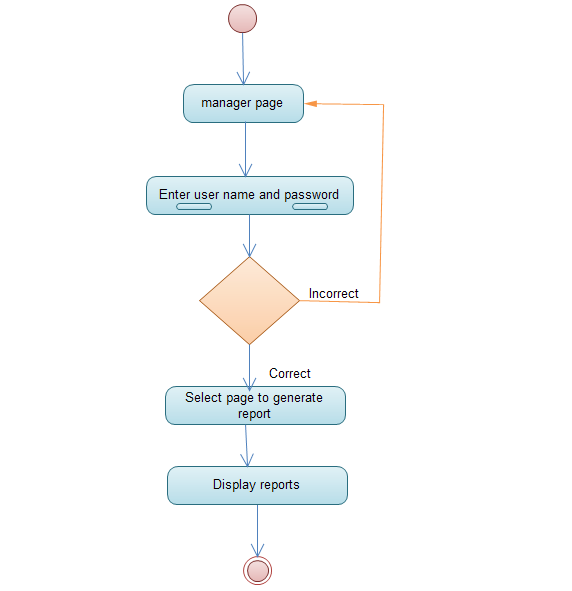 manager page
Enter user name and password
Incorrect
Correct
Select page to generate
report
Display reports